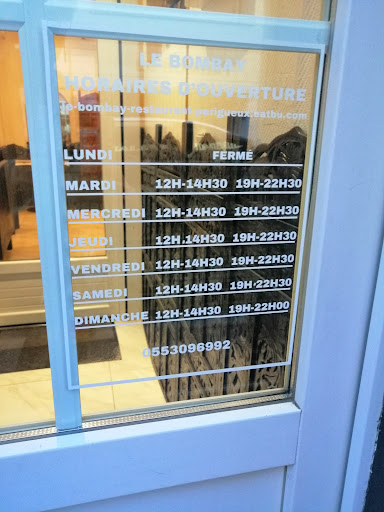 LE BOMBAY
HORAIRES D'OUVERTURE
le-bombay-restaurant-perigueux.eatbu.com
LUNDI FERMÉ
MARDI 12H-14H30 19H-22H30
MERCREDI 12H-14H30 19H-22H30
JEUDI 12H-14H30 19H-22H30
VENDREDI 12H-14H30 19H-22H30
SAMEDI 12H-14H30 19H-22H30
DIMANCHE 12H-14H30 19H-22H00
0553096992